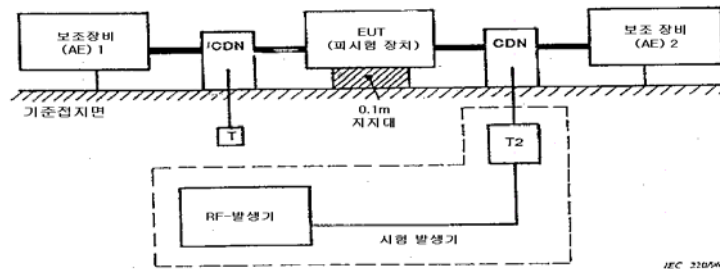 보조장비
(AE) 1
CDN
EUT
(피시험 장치)
CDN
보조 장비
(AE) 2
기준접지면
0.1m
지지대
T
T2
RF-발생기
시험 발생기
IEC